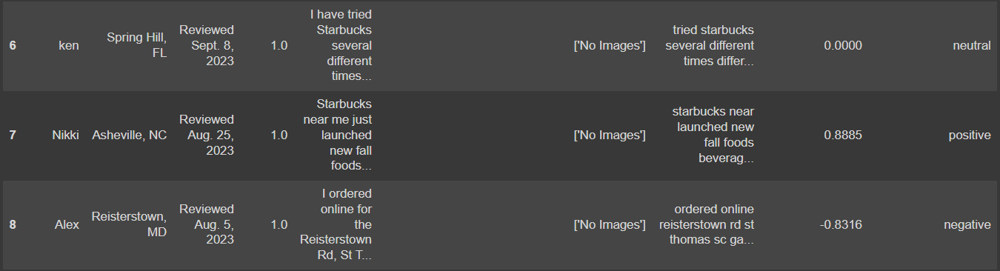 6 ken Spring Hill, FL Reviewed Sept. 8, 2023 1.0 I have tried Starbucks several different times... ['No Images'] tried starbucks several different times differ... 0.0000 neutral
7 Nikki Asheville, NC Reviewed Aug. 25, 2023 1.0 Starbucks near me just launched new fall foods... ['No Images'] starbucks near launched new fall foods beverag... 0.8885 positive
8 Alex Reisterstown, MD Reviewed Aug. 5, 2023 1.0 I ordered online for the Reisterstown Rd, St T... ['No Images'] ordered online reisterstown rd st thomas sc ga... -0.8316 negative